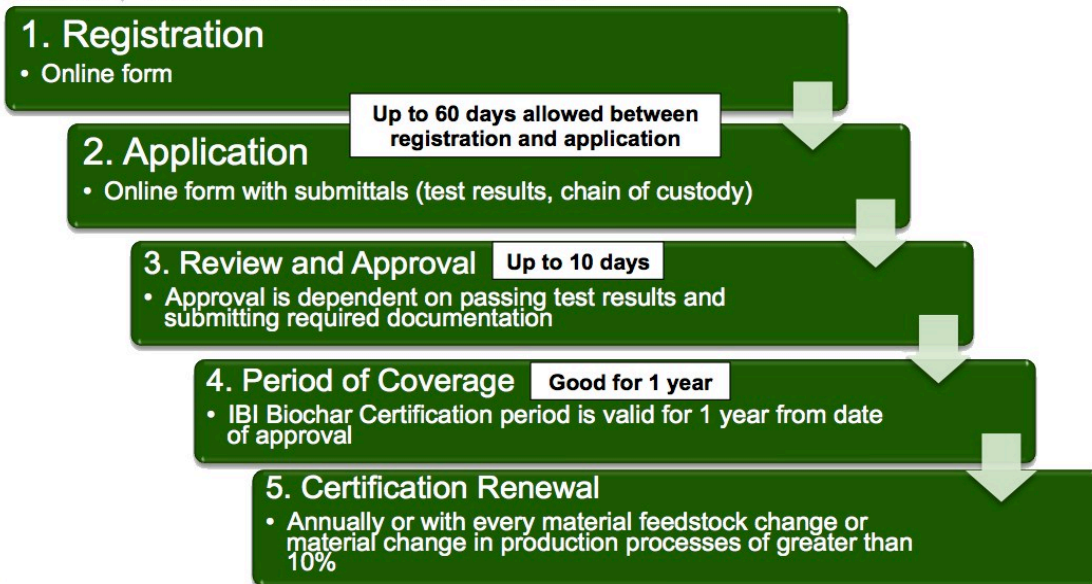 1. Registration
• Online form
Up to 60 days allowed between
registration and application
2. Application
• Online form with submittals (test results, chain of custody)
3. Review and Approval
Up to 10 days
• Approval is dependent on passing test results and
submitting required documentation
4. Period of Coverage
Good for 1 year
• IBI Biochar Certification period is valid for 1 year from date
of approval
5. Certification Renewal
• Annually or with every material feedstock change or
material change in production processes of greater than
10%